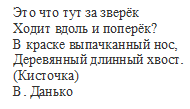 Это что тут за зверёк
Ходит вдоль и поперёк?
В краске выпачканный нос,
Деревянный длинный хвост.
(Кисточка)
В. Данько